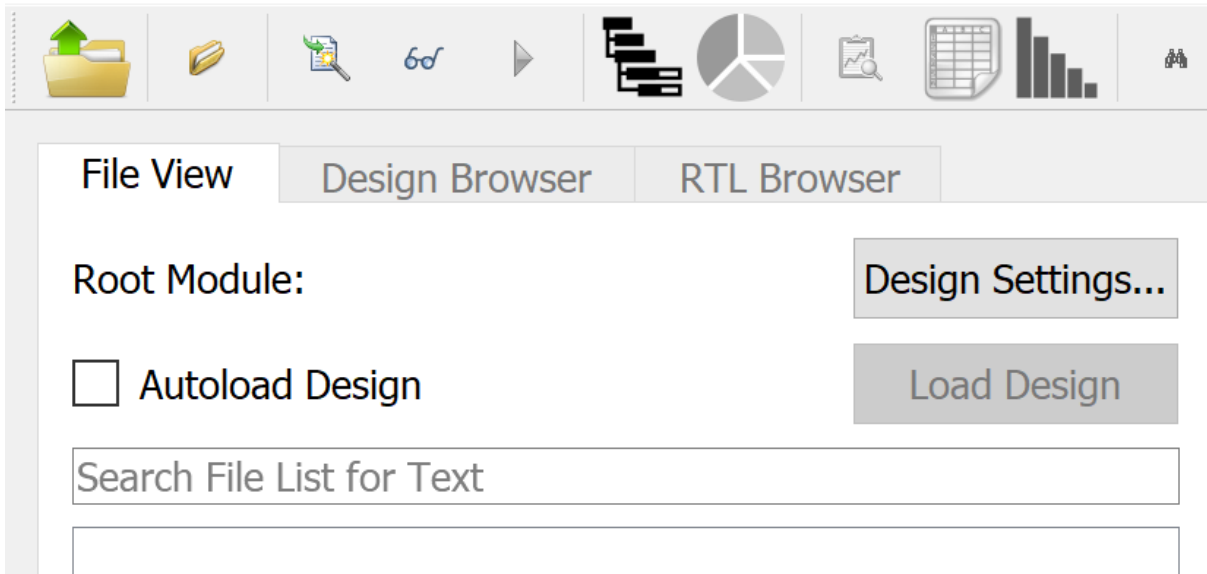 File View
Design Browser
RTL Browser
Root Module:
Design Settings...
Autoload Design
Load Design
Search File List for Text